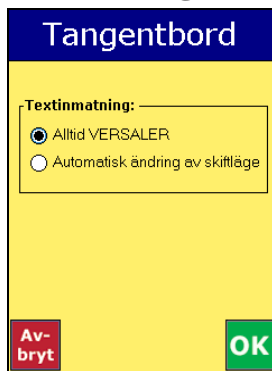 Tangentbord
Textinmatning:
Alltid VERSALER
Automatisk ändring av skiftläge
Av-
bryt
OK